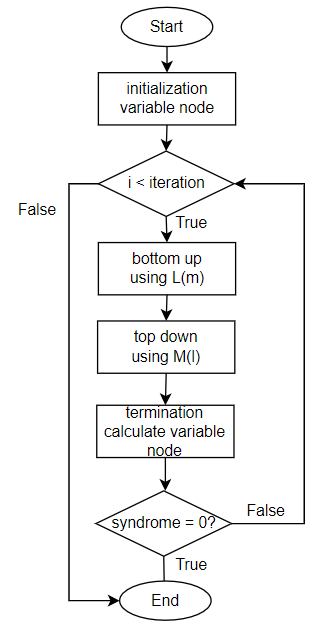 Start
initialization
variable node
i < iteration
False
True
bottom up
using L(m)
top down
using M(l)
termination
calculate variable
node
syndrome = 0?
False
True
End